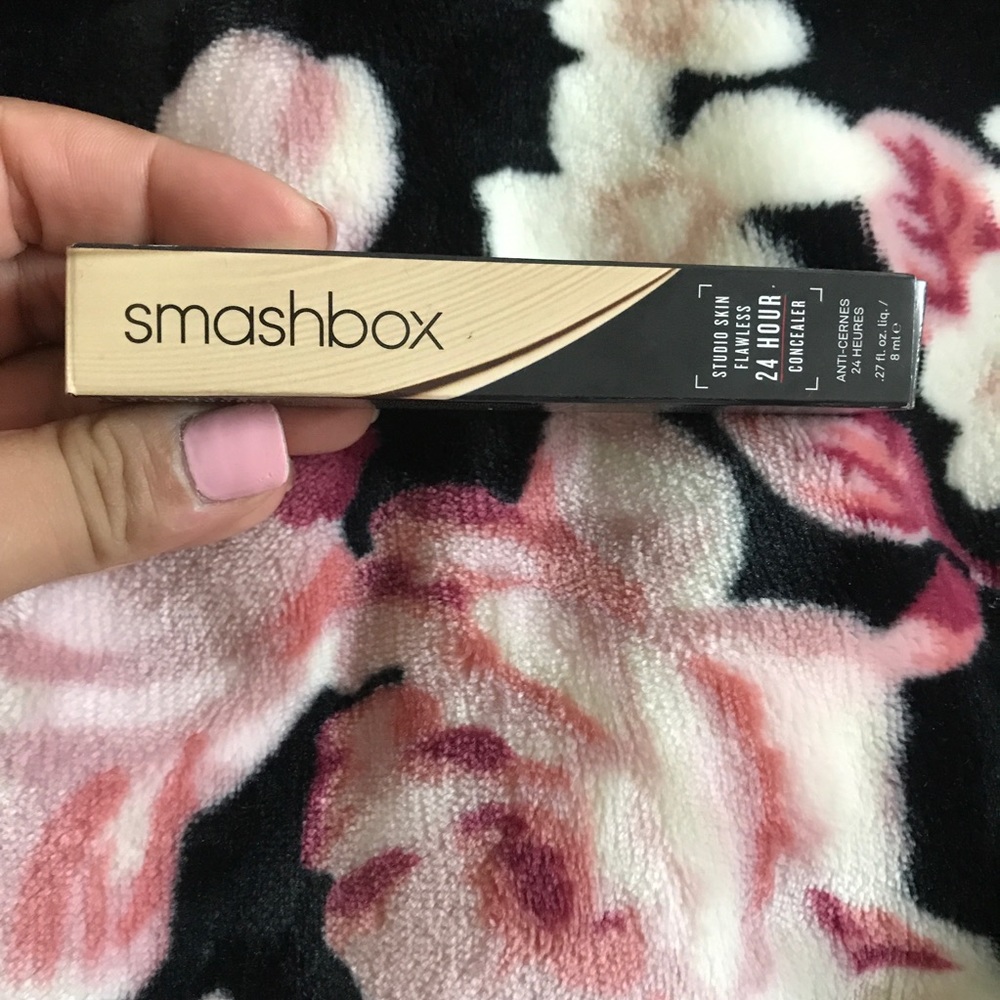 smashbox
STUDIO SKIN
FLAWLESS
24 HOUR
CONCEALER
ANTI-CERNES
24 HEURES
.27 fl. oz. liq. /
8 ml ℮